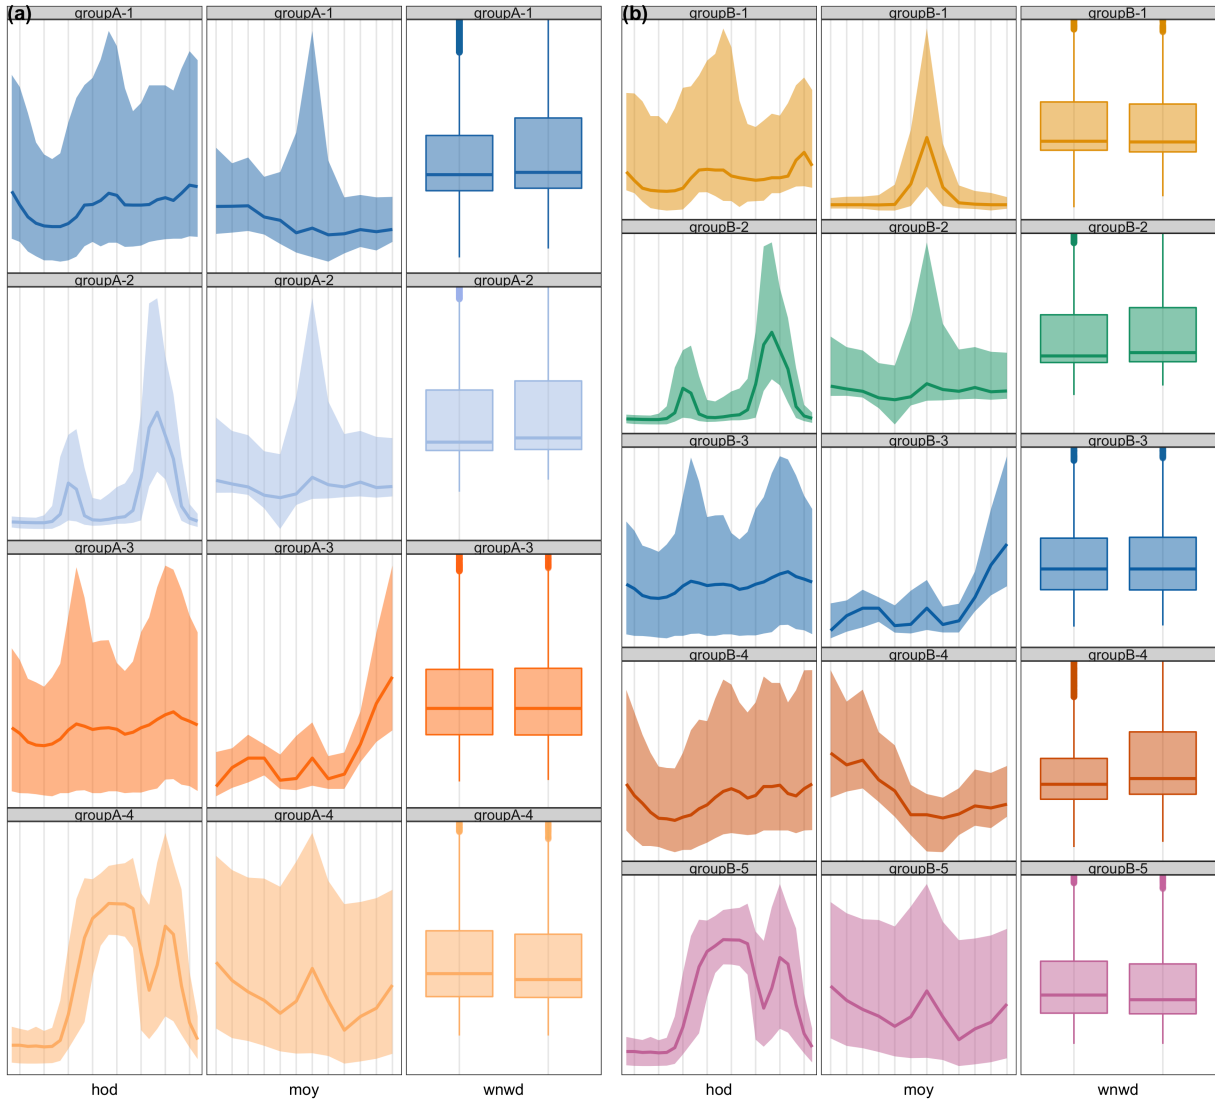 (a)
groupA-1 groupA-1 groupA-1
groupA-2 groupA-2 groupA-2
groupA-3 groupA-3 groupA-3
groupA-4 groupA-4 groupA-4
hod moy wnwd
(b)
groupB-1 groupB-1 groupB-1
groupB-2 groupB-2 groupB-2
groupB-3 groupB-3 groupB-3
groupB-4 groupB-4 groupB-4
groupB-5 groupB-5 groupB-5
hod moy wnwd